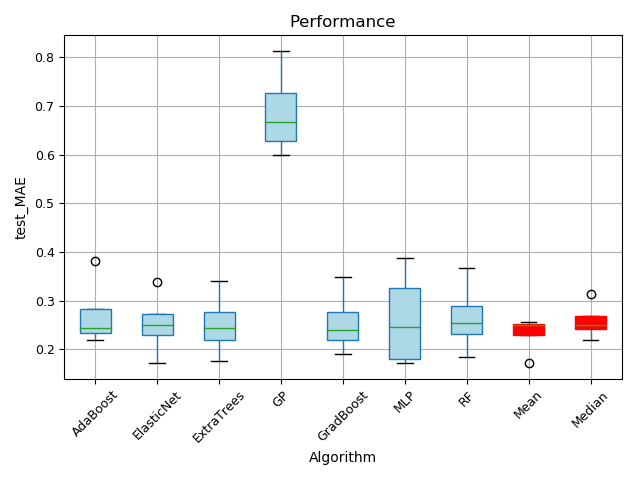 Performance
test_MAE
0.8
0.7
0.6
0.5
0.4
0.3
0.2
AdaBoost
ElasticNet
ExtraTrees
GP
GradBoost
MLP
RF
Mean
Median
Algorithm